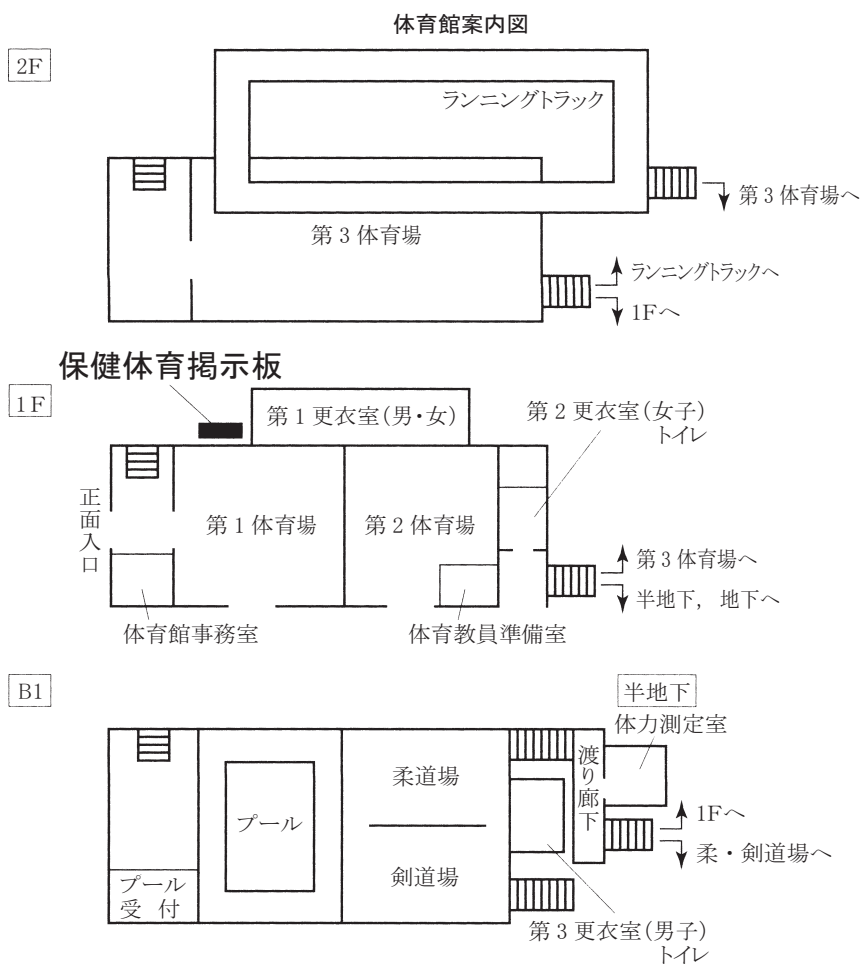 体育館案内図
2F
ランニングトラック
第3体育場へ
第3体育場
ランニングトラックへ
1Fへ
保健体育掲示板
1F
第1更衣室(男・女)
第2更衣室(女子)
トイレ
正面入口
第1体育場
第2体育場
第3体育場へ
半地下, 地下へ
体育館事務室
体育教員準備室
B1
半地下
体力測定室
渡り廊下
柔道場
プール
1Fへ
柔・剣道場へ
剣道場
プール
受付
第3更衣室(男子)
トイレ